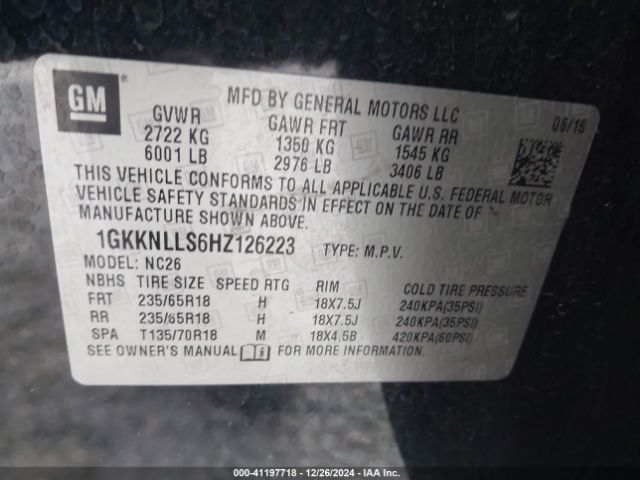 GM
MFD BY GENERAL MOTORS LLC 06/16
GVWR GAWR FRT GAWR RR
2722 KG 1350 KG 1545 KG
6001 LB 2976 LB 3406 LB
THIS VEHICLE CONFORMS TO ALL APPLICABLE U.S. FEDERAL MOTOR
VEHICLE SAFETY STANDARDS IN EFFECT ON THE DATE OF
MANUFACTURE SHOWN ABOVE.
1GKKNLLS6HZ126223 TYPE: M.P.V.
MODEL: NC26
NBHS TIRE SIZE SPEED RTG RIM COLD TIRE PRESSURE
FRT 235/65R18 H 18X7.5J 240KPA(35PSI)
RR 235/65R18 H 18X7.5J 240KPA(35PSI)
SPA T135/70R18 M 18X4.5B 420KPA(60PSI)
SEE OWNER'S MANUAL FOR MORE INFORMATION
000-41197718 - 12/26/2024 - IAA Inc.